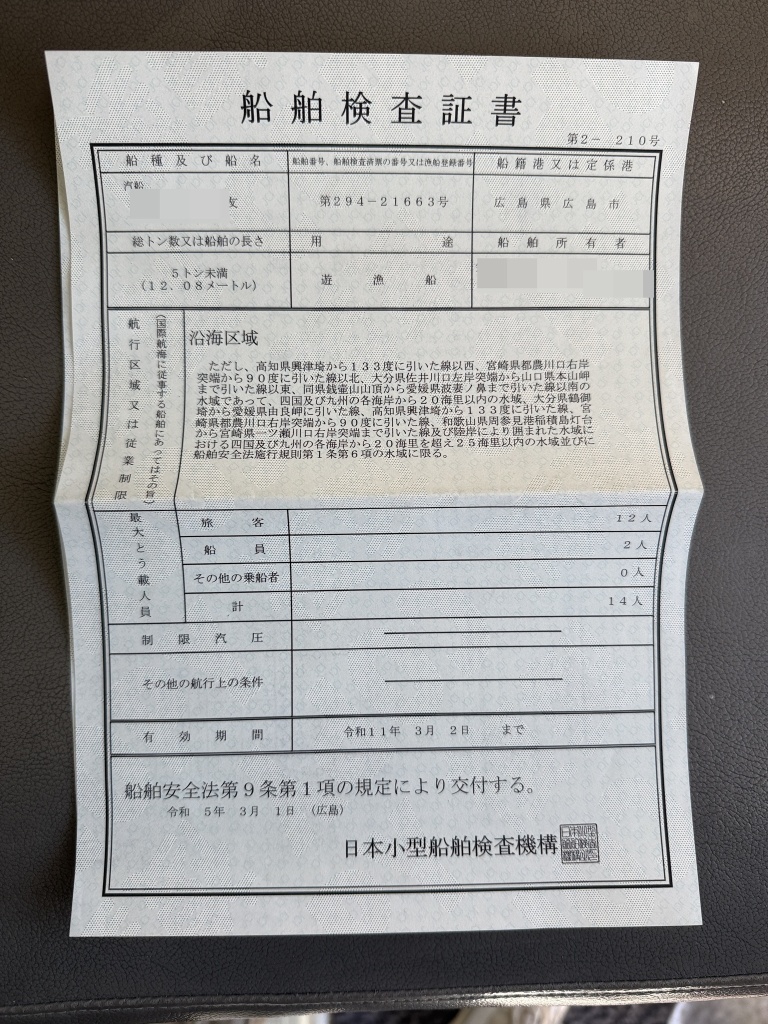 船舶検査証書
第2－ 210号
船種及び船名
船舶番号、船舶検査済票の番号又は漁船登録番号
船籍港又は定係港
汽船
第294－21663号
広島県広島市
総トン数又は船舶の長さ
用途
船舶所有者
5トン未満
(12.08メートル)
遊漁船
航行区域又は従業制限
(国際航海に従事する船舶にあってはその旨)
沿海区域
ただし、高知県興津埼から133度に引いた線以西、宮崎県都農川口右岸
突端から90度に引いた線以北、大分県佐井川口左岸突端から山口県本山岬
まで引いた線以東、同県銭壷山山頂から愛媛県波妻ノ鼻まで引いた線以南の
水域であって、四国及び九州の各海岸から20海里以内の水域、大分県鶴御
埼から愛媛県由良岬に引いた線、高知県興津埼から133度に引いた線、宮
崎県都農川口右岸突端から90度に引いた線、和歌山県周参見港稲積島灯台
から宮崎県一ツ瀬川口右岸突端まで引いた線及び陸岸により囲まれた水域に
おける四国及び九州の各海岸から20海里を超え25海里以内の水域並びに
船舶安全法施行規則第1条第6項の水域に限る。
最大とう載人員
旅客
12人
船員
2人
その他の乗船者
0人
計
14人
制限汽圧
その他の航行上の条件
有効期間
令和11年 3月 2日 まで
船舶安全法第9条第1項の規定により交付する。
令和 5年 3月 1日 (広島)
日本小型船舶検査機構